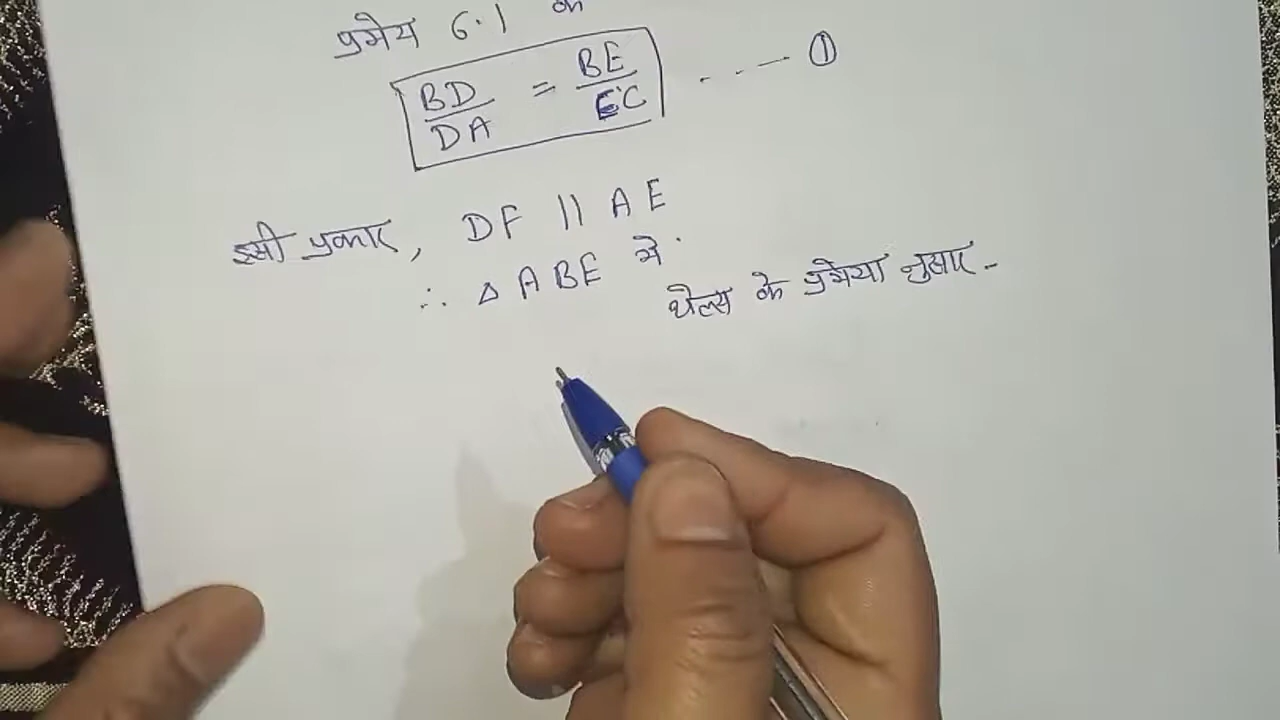 प्रमेय 6.1 के
BD/DA = BE/EC ..— ①
इसी प्रकार, DF || AE
∴ △ABE में
थेल्स के प्रमेया नुसार -